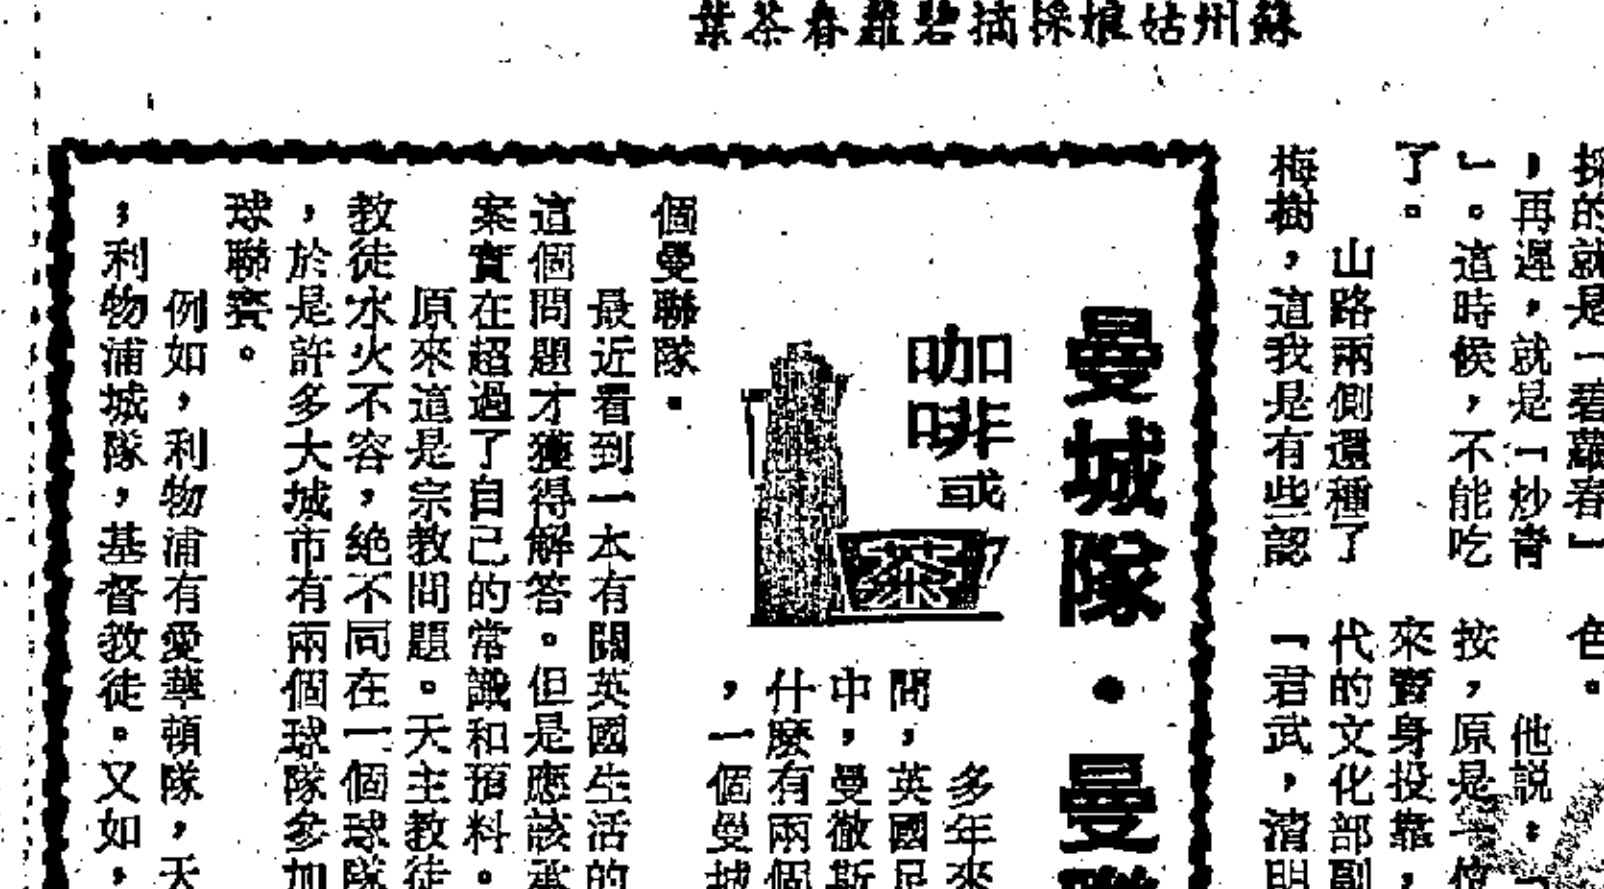 蘇州姑娘採摘碧蘿春茶葉
採的就是「碧蘿春」
，再遲，就是「炒青
」。這時候，不能吃
了。
山路兩側還種了
梅樹，這我是有些認
色。
他説：
按，原是
來賣身投靠，
代的文化部副
「君武，清明
曼城隊・曼聯
咖啡或茶
多年來
間，英國足
中，曼徹斯
什麽有兩個
，一個曼城
個曼聯隊。
最近看到一本有關英國生活的
這個問題才獲得解答。但是應該承
案實在超過了自己的常識和預料。
原來這是宗教問題。天主教徒
教徒水火不容，絶不同在一個球隊
，於是許多大城市有兩個球隊參加
球聯賽。
例如，利物浦有愛華頓隊，天
，利物浦城隊，基督教徒。又如，